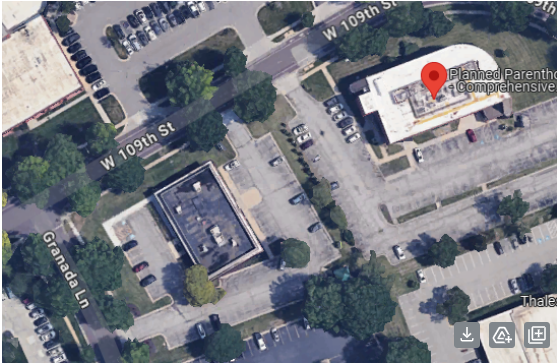 W 109th St
Planned Parentho
Comprehensive
W 109th St
Granada Ln
Thale